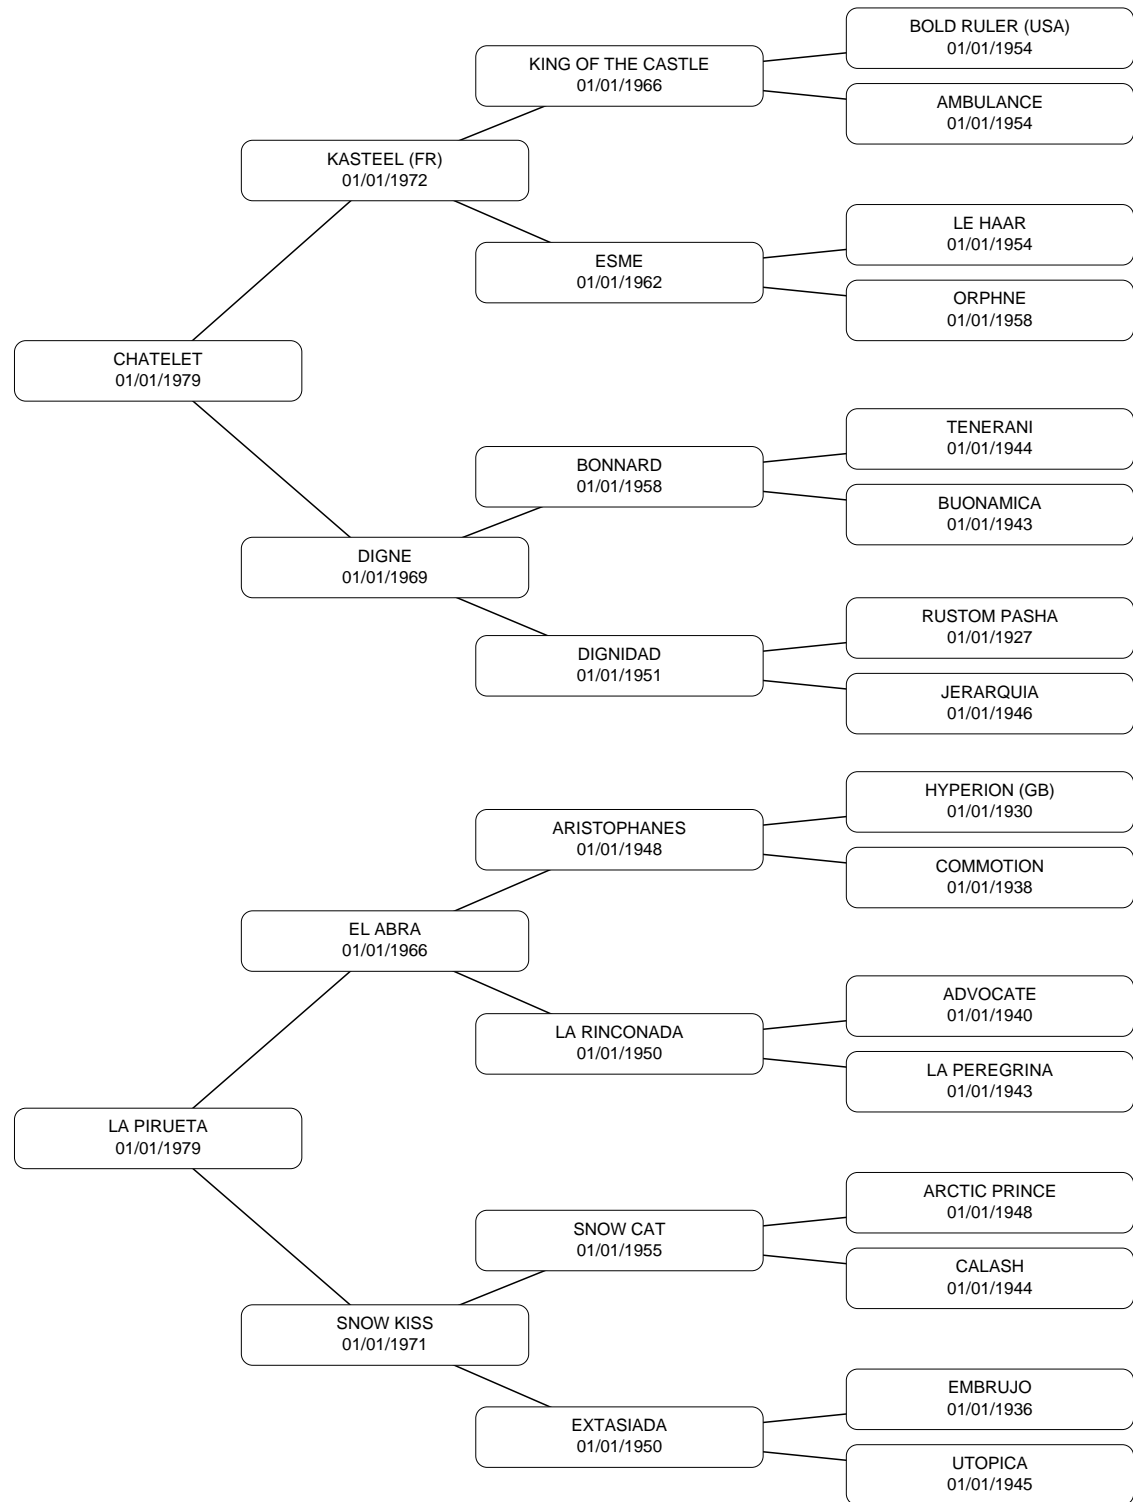 BOLD RULER (USA)
01/01/1954
KING OF THE CASTLE
01/01/1966
AMBULANCE
01/01/1954
KASTEEL (FR)
01/01/1972
LE HAAR
01/01/1954
ESME
01/01/1962
ORPHNE
01/01/1958
CHATELET
01/01/1979
TENERANI
01/01/1944
BONNARD
01/01/1958
BUONAMICA
01/01/1943
DIGNE
01/01/1969
RUSTOM PASHA
01/01/1927
DIGNIDAD
01/01/1951
JERARQUIA
01/01/1946
HYPERION (GB)
01/01/1930
ARISTOPHANES
01/01/1948
COMMOTION
01/01/1938
EL ABRA
01/01/1966
ADVOCATE
01/01/1940
LA RINCONADA
01/01/1950
LA PEREGRINA
01/01/1943
LA PIRUETA
01/01/1979
ARCTIC PRINCE
01/01/1948
SNOW CAT
01/01/1955
CALASH
01/01/1944
SNOW KISS
01/01/1971
EMBRUJO
01/01/1936
EXTASIADA
01/01/1950
UTOPICA
01/01/1945